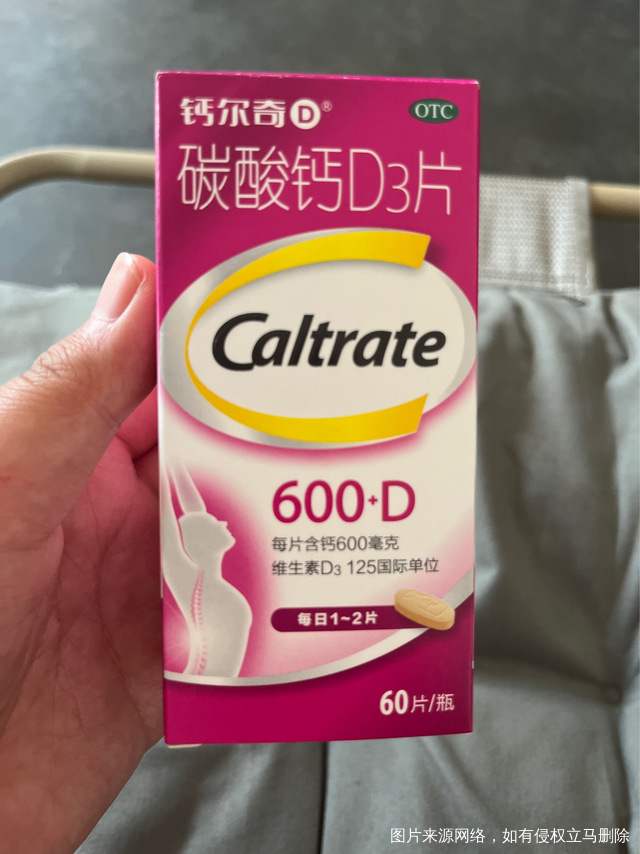 钙尔奇D®
OTC
碳酸钙D3片
Caltrate
600+D
每片含钙600毫克
维生素D3 125国际单位
每日1~2片
60片/瓶
图片来源网络，如有侵权立马删除